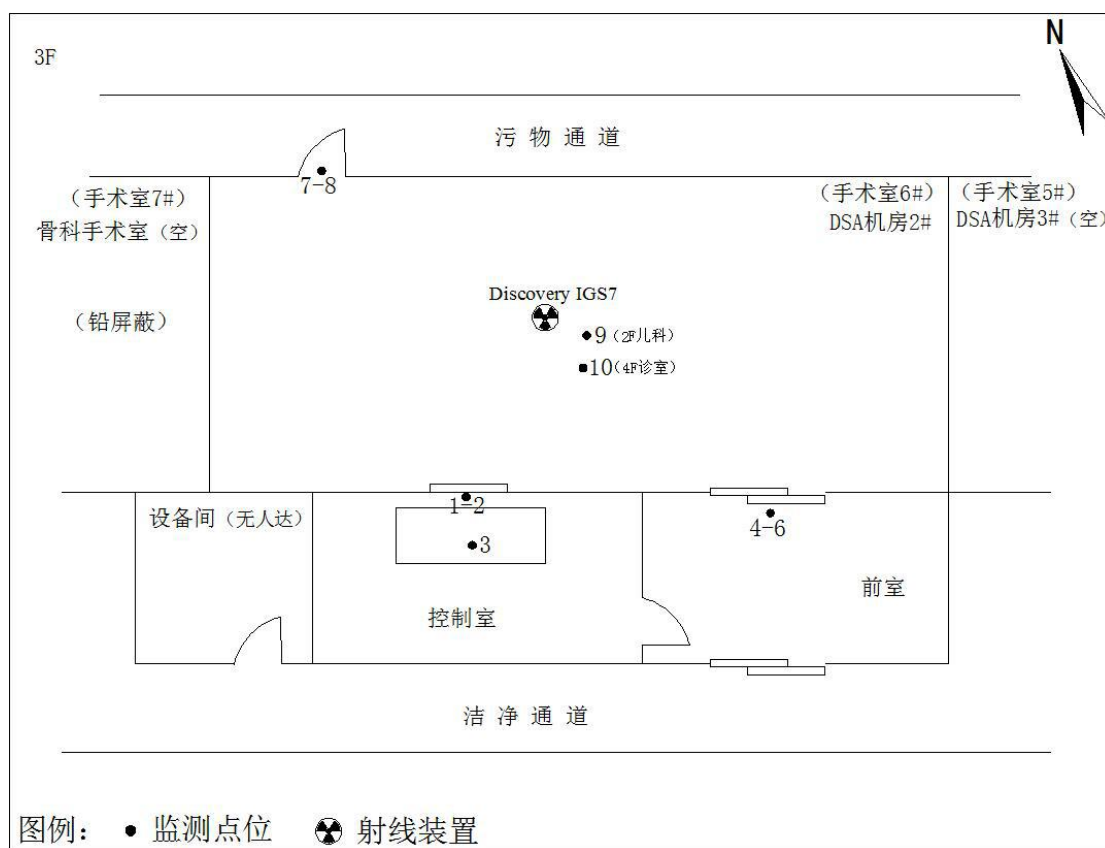 3F
N
污物通道
7-8
（手术室7#）
骨科手术室（空）
（铅屏蔽）
（手术室6#）
DSA机房2#
（手术室5#）
DSA机房3#（空）
Discovery IGS7
9（2F儿科）
10（4F诊室）
1-2
3
4-6
设备间（无人达）
控制室
前室
洁净通道
图例： 监测点位 射线装置